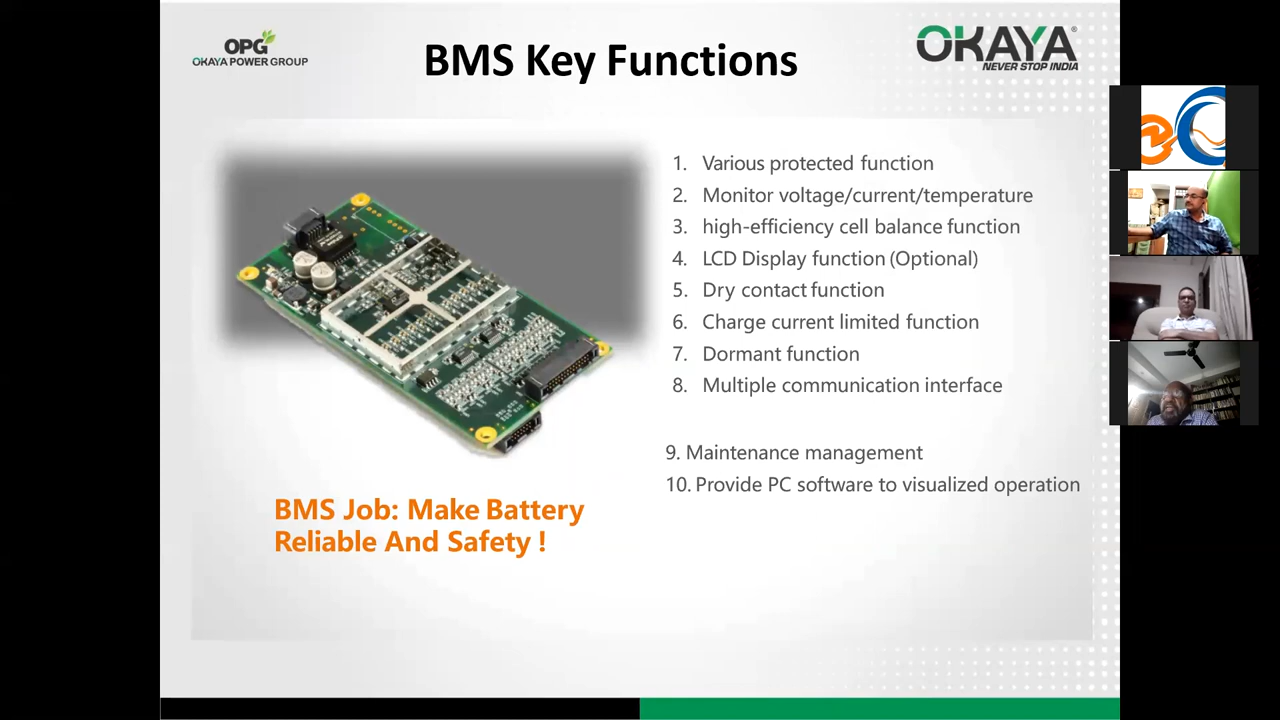 OPG
OKAYA POWER GROUP
BMS Key Functions
OKAYA®
NEVER STOP INDIA
1. Various protected function
2. Monitor voltage/current/temperature
3. high-efficiency cell balance function
4. LCD Display function (Optional)
5. Dry contact function
6. Charge current limited function
7. Dormant function
8. Multiple communication interface
9. Maintenance management
10. Provide PC software to visualized operation
BMS Job: Make Battery
Reliable And Safety !